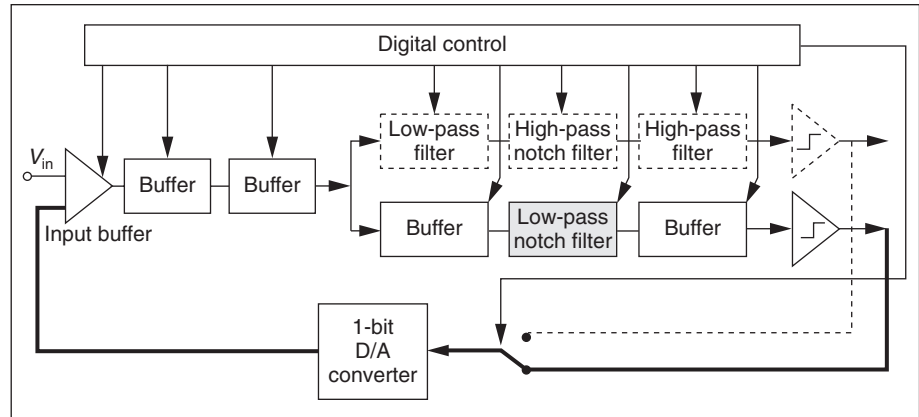 Digital control
Low-pass
filter
High-pass
notch filter
High-pass
filter
Vin
Buffer
Buffer
Input buffer
Buffer
Low-pass
notch filter
Buffer
1-bit
D/A
converter